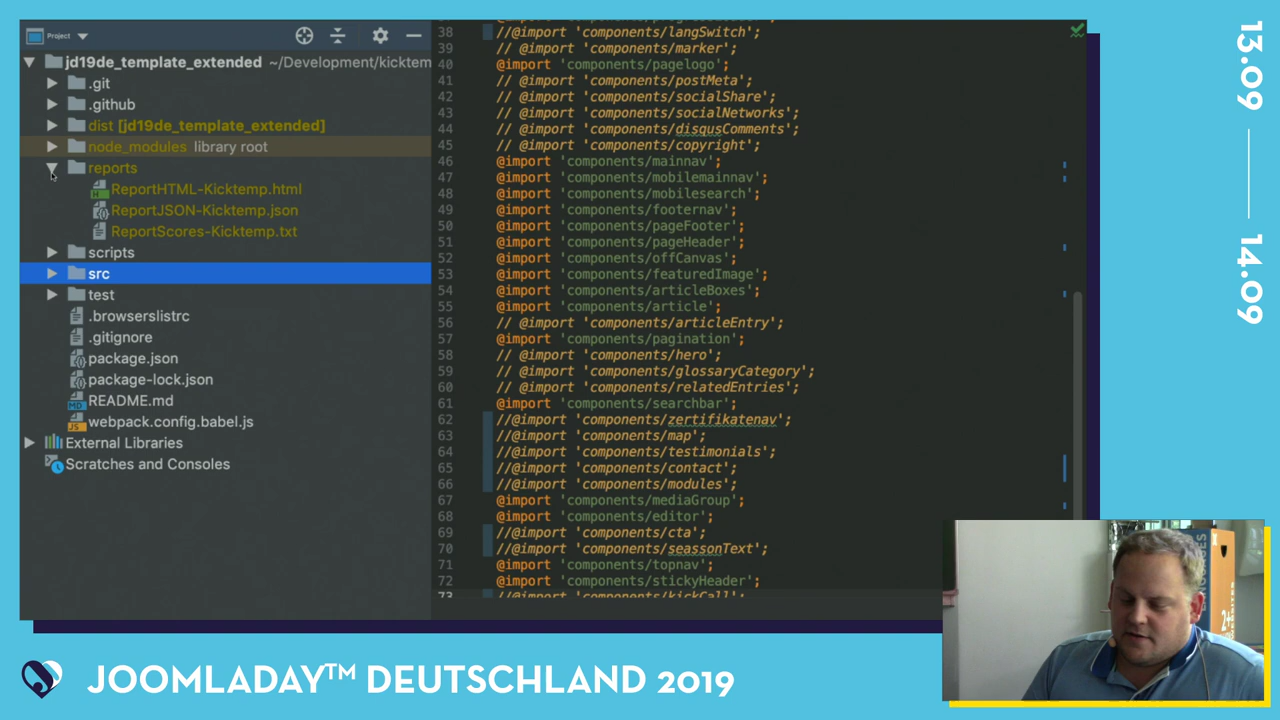 Project
jd19de_template_extended ~/Development/kicktem
.git
.github
dist [jd19de_template_extended]
node_modules library root
reports
ReportHTML-Kicktemp.html
ReportJSON-Kicktemp.json
ReportScores-Kicktemp.txt
scripts
src
test
.browserslistrc
.gitignore
package.json
package-lock.json
README.md
webpack.config.babel.js
External Libraries
Scratches and Consoles
38 //@import 'components/langSwitch';
39 // @import 'components/marker';
40 @import 'components/pagelogo';
41 // @import 'components/postMeta';
42 // @import 'components/socialShare';
43 // @import 'components/socialNetworks';
44 // @import 'components/disqusComments';
45 // @import 'components/copyright';
46 @import 'components/mainnav';
47 @import 'components/mobilemainnav';
48 @import 'components/mobilesearch';
49 @import 'components/footernav';
50 @import 'components/pageFooter';
51 @import 'components/pageHeader';
52 @import 'components/offCanvas';
53 @import 'components/featuredImage';
54 @import 'components/articleBoxes';
55 @import 'components/article';
56 // @import 'components/articleEntry';
57 @import 'components/pagination';
58 // @import 'components/hero';
59 // @import 'components/glossaryCategory';
60 // @import 'components/relatedEntries';
61 @import 'components/searchbar';
62 //@import 'components/zertifikatenav';
63 //@import 'components/map';
64 //@import 'components/testimonials';
65 //@import 'components/contact';
66 //@import 'components/modules';
67 @import 'components/mediaGroup';
68 @import 'components/editor';
69 //@import 'components/cta';
70 //@import 'components/seassonText';
71 @import 'components/topnav';
72 @import 'components/stickyHeader';
73 //@import 'components/kickCall';
13.09
14.09
JOOMLADAY™ DEUTSCHLAND 2019